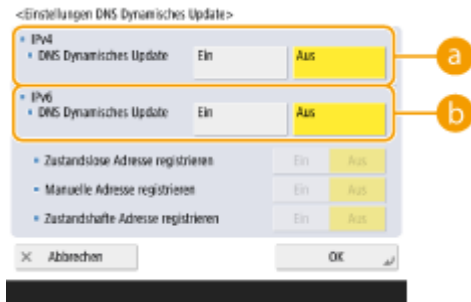 <Einstellungen DNS Dynamisches Update>
IPv4
DNS Dynamisches Update Ein Aus
a
IPv6
DNS Dynamisches Update Ein Aus
b
Zustandslose Adresse registrieren Ein Aus
Manuelle Adresse registrieren Ein Aus
Zustandshafte Adresse registrieren Ein Aus
× Abbrechen OK